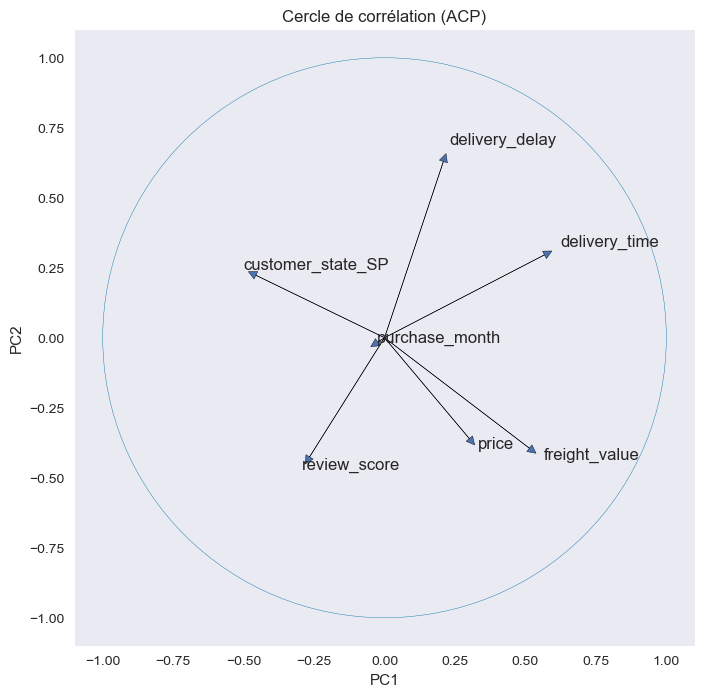 Cercle de corrélation (ACP)
1.00
delivery_delay
0.75
0.50
delivery_time
customer_state_SP
0.25
PC2
0.00
purchase_month
−0.25
price
freight_value
review_score
−0.50
−0.75
−1.00
−1.00 −0.75 −0.50 −0.25 0.00 0.25 0.50 0.75 1.00
PC1